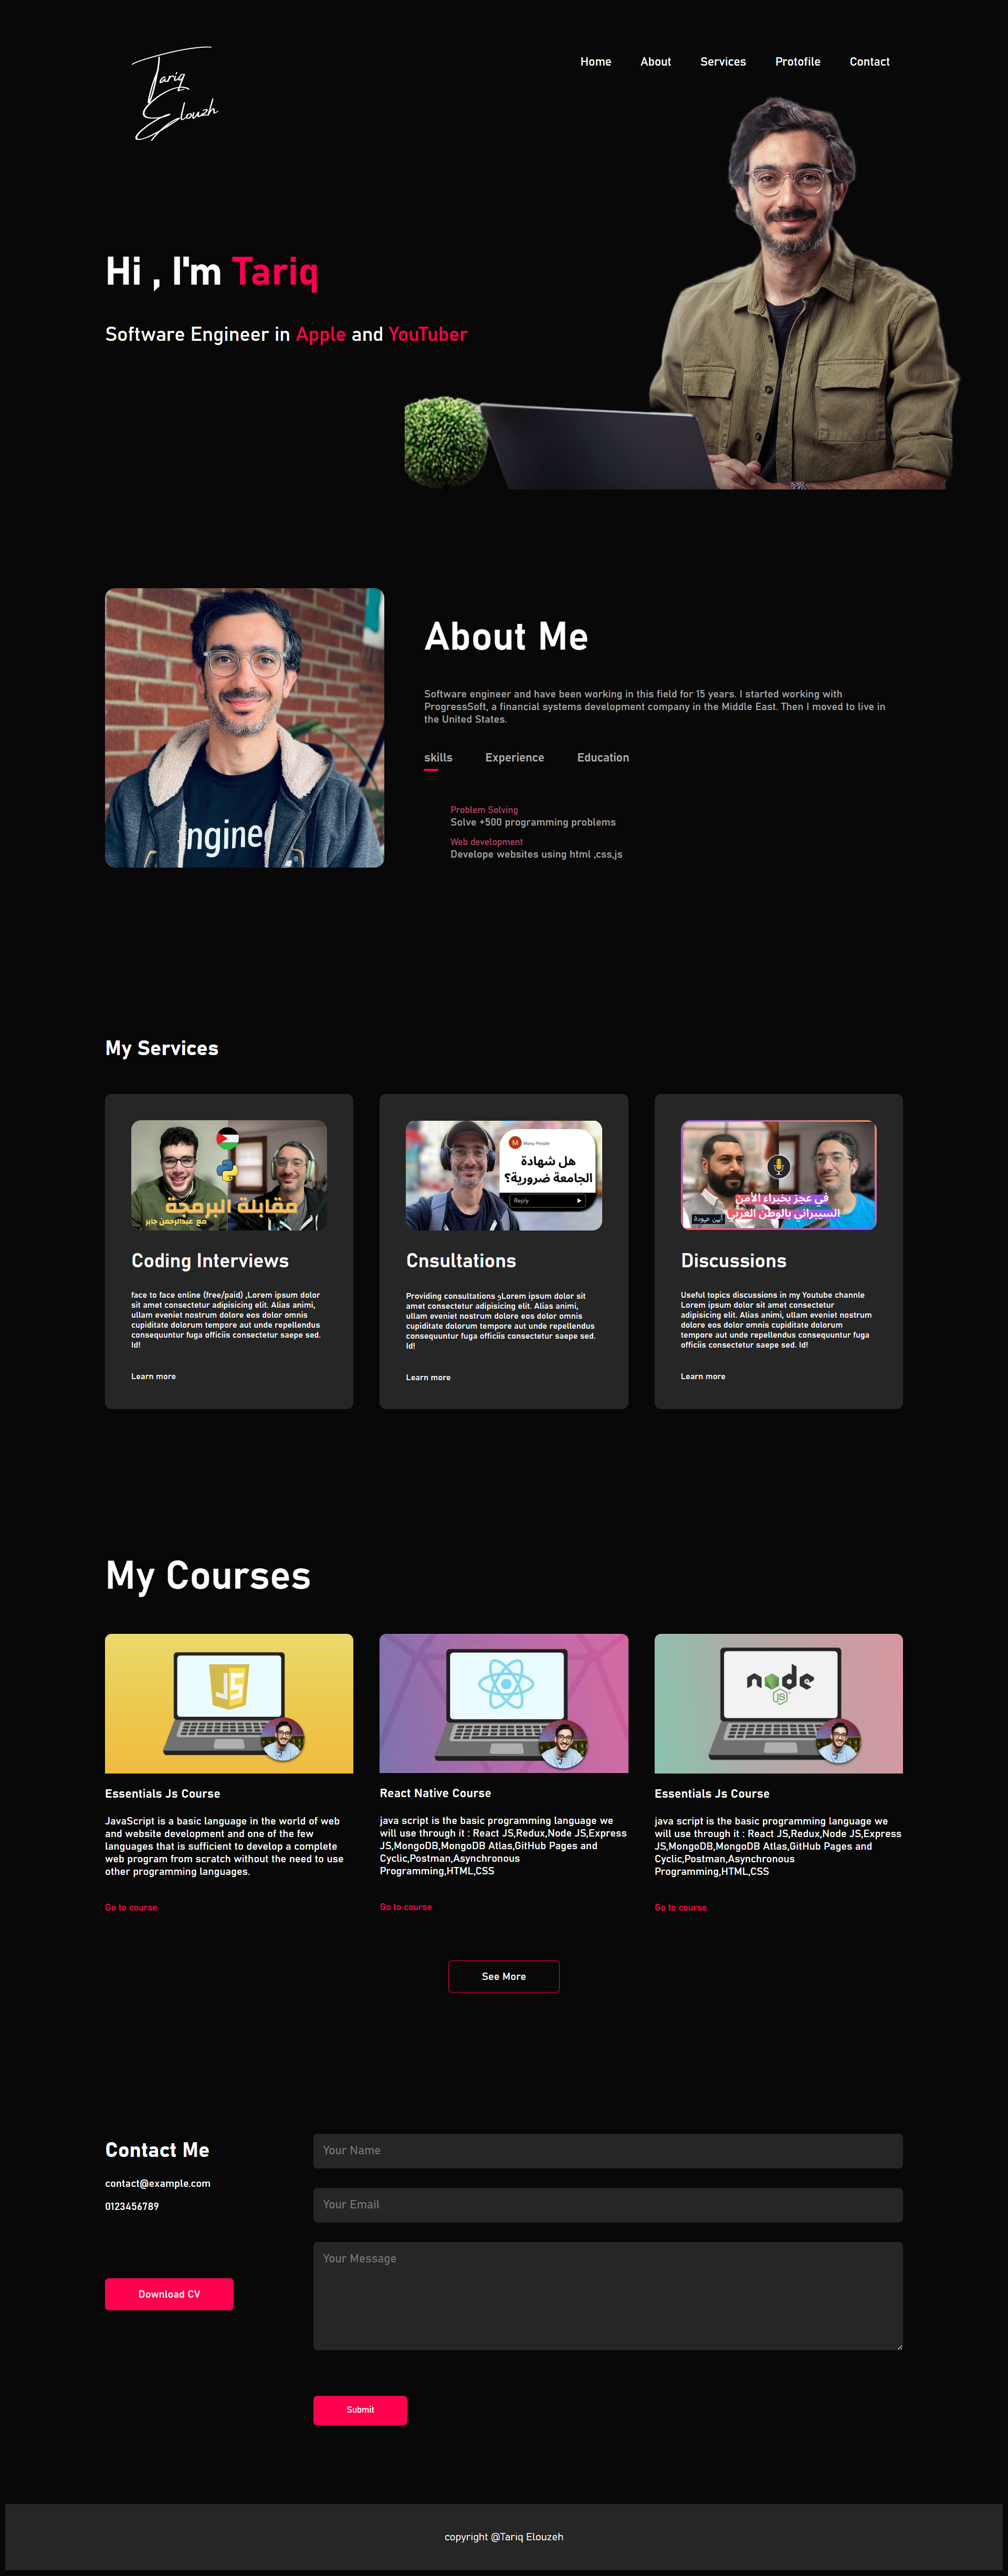 Tariq
Elouzh
Home About Services Protofile Contact
Hi , I'm Tariq
Software Engineer in Apple and YouTuber
ngine
®
About Me
Software engineer and have been working in this field for 15 years. I started working with
ProgressSoft, a financial systems development company in the Middle East. Then I moved to live in
the United States.
skills Experience Education
Problem Solving
Solve +500 programming problems
Web development
Develope websites using html ,css,js
My Services
مقابلة البرمجة
مع عبدالرحمن جابر
Coding Interviews
face to face online (free/paid) ,Lorem ipsum dolor
sit amet consectetur adipisicing elit. Alias animi,
ullam eveniet nostrum dolore eos dolor omnis
cupiditate dolorum tempore aut unde repellendus
consequuntur fuga officiis consectetur saepe sed.
Id!
Learn more
M Many People
هل شهادة
الجامعة ضرورية؟
Reply
Cnsultations
Providing consultations وLorem ipsum dolor sit
amet consectetur adipisicing elit. Alias animi,
ullam eveniet nostrum dolore eos dolor omnis
cupiditate dolorum tempore aut unde repellendus
consequuntur fuga officiis consectetur saepe sed.
Id!
Learn more
في عجز بخبراء الأمن
السيبراني بالوطن العربي
Discussions
Useful topics discussions in my Youtube channle
Lorem ipsum dolor sit amet consectetur
adipisicing elit. Alias animi, ullam eveniet nostrum
dolore eos dolor omnis cupiditate dolorum
tempore aut unde repellendus consequuntur fuga
officiis consectetur saepe sed. Id!
Learn more
My Courses
JS
Essentials Js Course
JavaScript is a basic language in the world of web
and website development and one of the few
languages that is sufficient to develop a complete
web program from scratch without the need to use
other programming languages.
Go to course
React Native Course
java script is the basic programming language we
will use through it : React JS,Redux,Node JS,Express
JS,MongoDB,MongoDB Atlas,GitHub Pages and
Cyclic,Postman,Asynchronous
Programming,HTML,CSS
Go to course
node
JS
Essentials Js Course
java script is the basic programming language we
will use through it : React JS,Redux,Node JS,Express
JS,MongoDB,MongoDB Atlas,GitHub Pages and
Cyclic,Postman,Asynchronous
Programming,HTML,CSS
Go to course
See More
Contact Me
contact@example.com
0123456789
Download CV
Your Name
Your Email
Your Message
Submit
copyright @Tariq Elouzeh